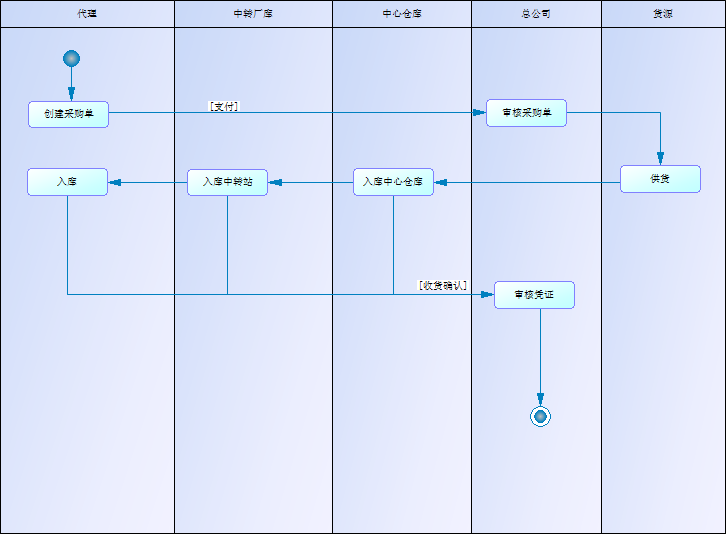 代理
中转厂库
中心仓库
总公司
货源
创建采购单
[支付]
审核采购单
入库
入库中转站
入库中心仓库
供货
[收货确认]
审核凭证